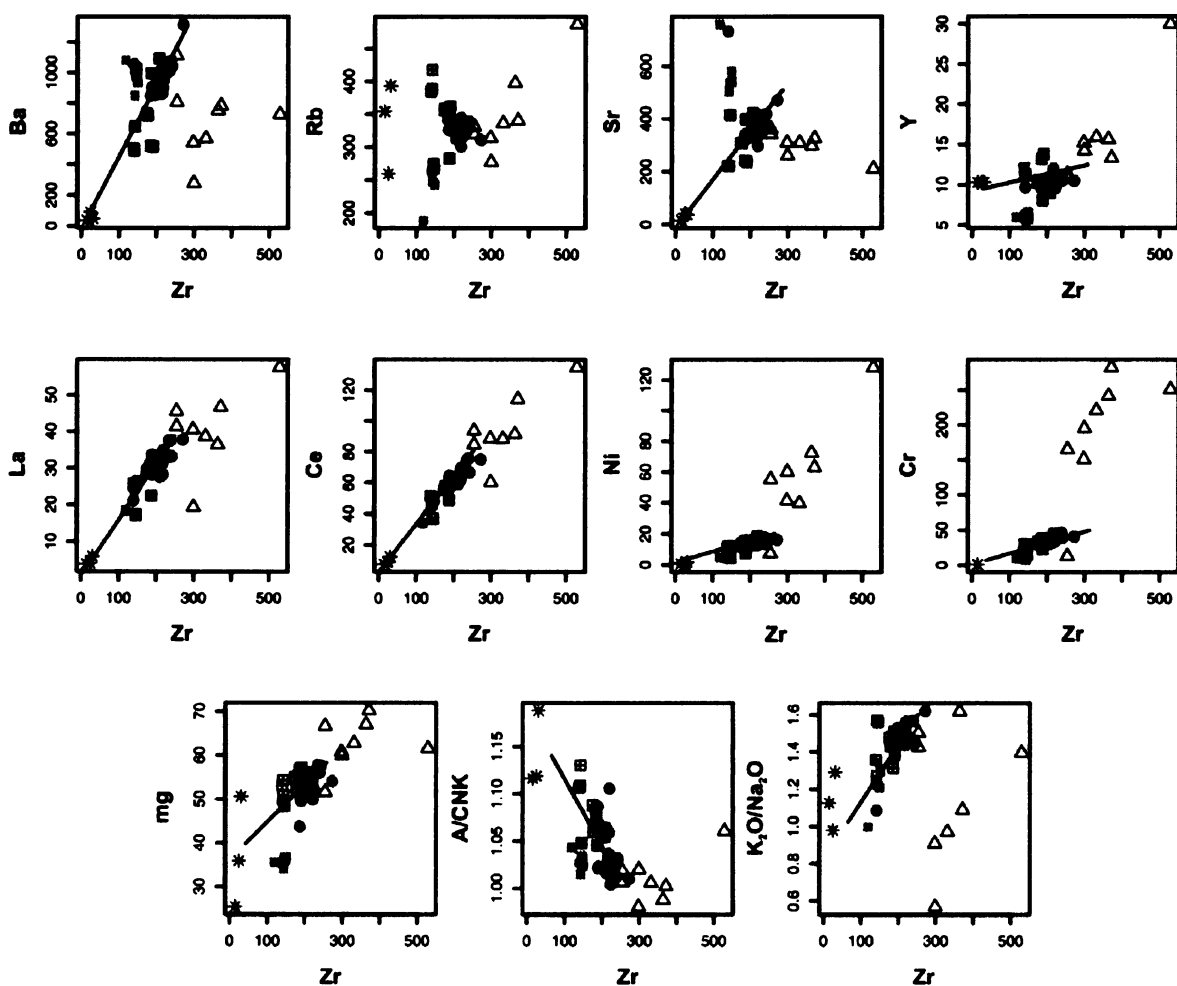 Ba
0 200 600 1000
0 100 300 500
Zr
Rb
200 300 400
0 100 300 500
Zr
Sr
0 200 400 600
0 100 300 500
Zr
Y
5 10 15 20 25 30
0 100 300 500
Zr
La
10 20 30 40 50
0 100 300 500
Zr
Ce
20 40 60 80 120
0 100 300 500
Zr
Ni
0 20 40 60 80 120
0 100 300 500
Zr
Cr
0 50 100 200
0 100 300 500
Zr
mg
30 40 50 60 70
0 100 300 500
Zr
A/CNK
1.00 1.05 1.10 1.15
0 100 300 500
Zr
K₂O/Na₂O
0.6 0.8 1.0 1.2 1.4 1.6
0 100 300 500
Zr